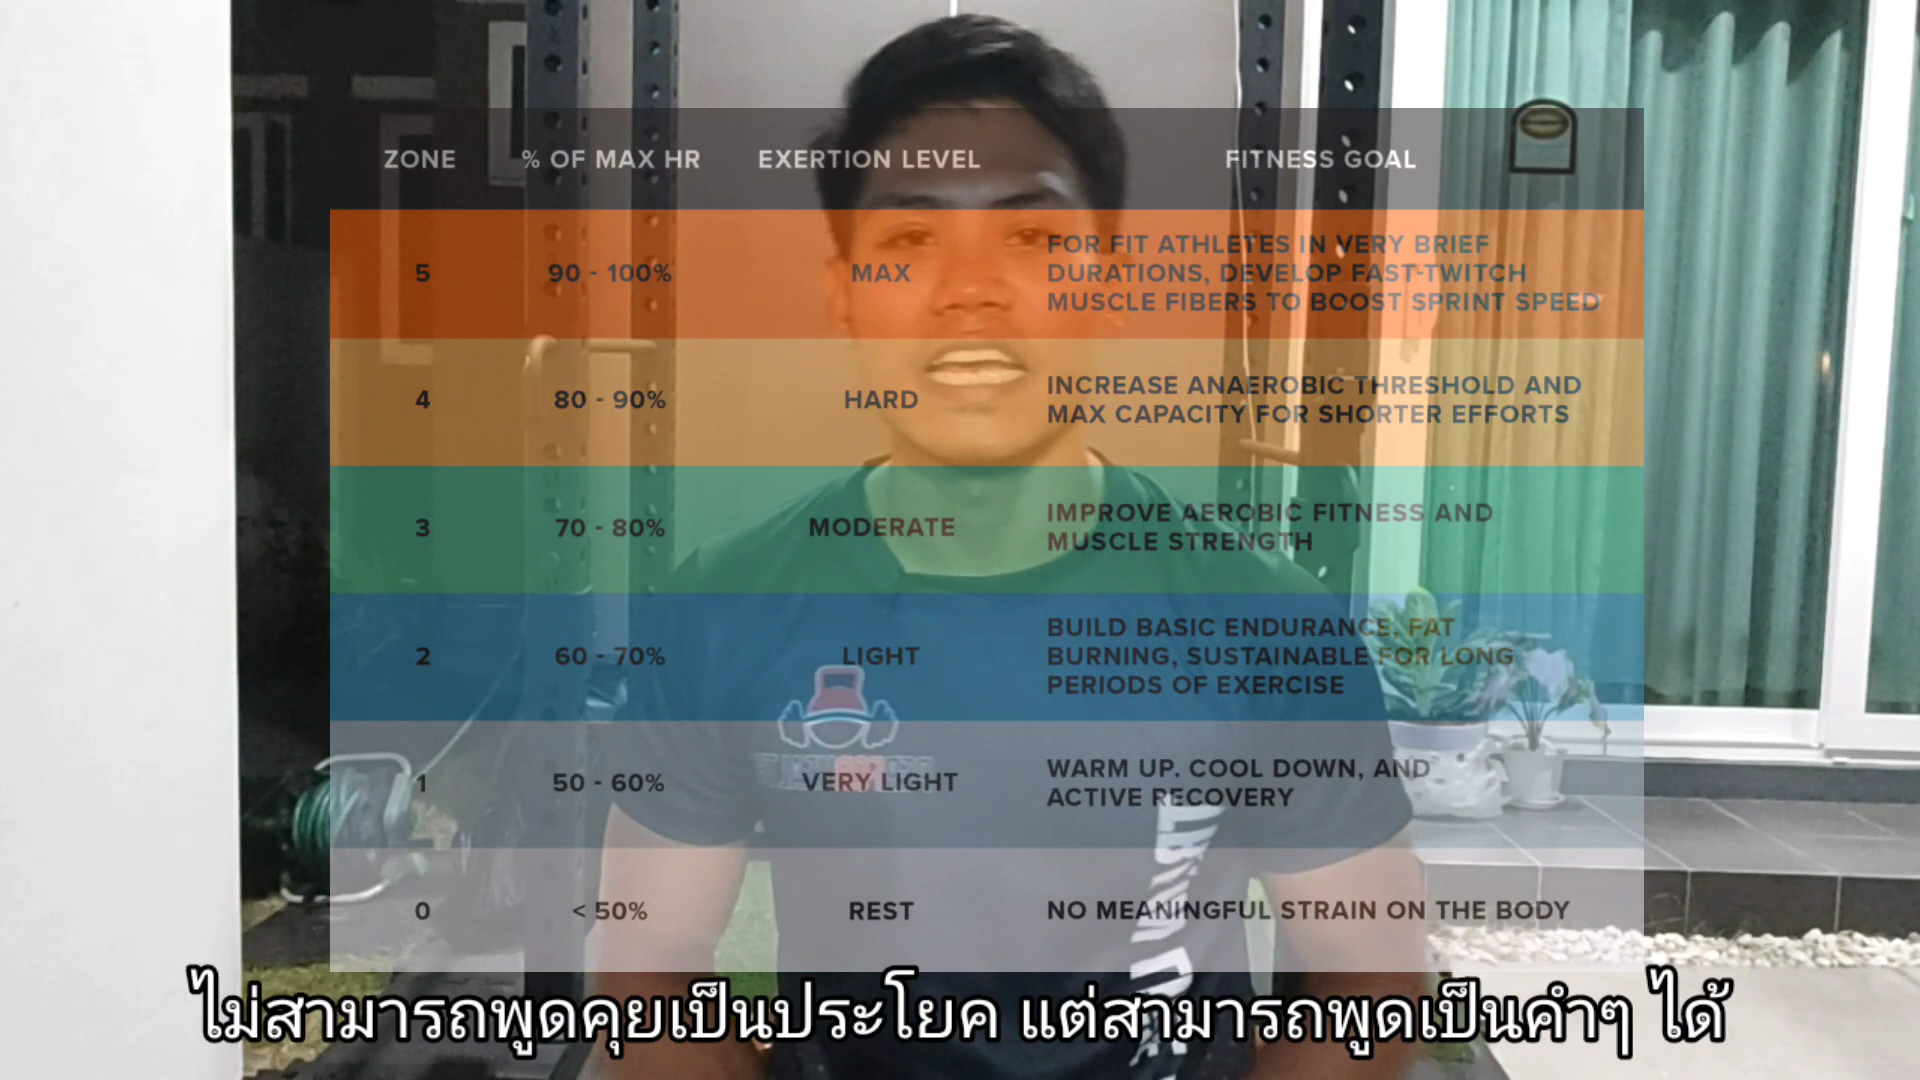 ZONE % OF MAX HR EXERTION LEVEL FITNESS GOAL
5 90 - 100% MAX FOR FIT ATHLETES IN VERY BRIEF
DURATIONS, DEVELOP FAST-TWITCH
MUSCLE FIBERS TO BOOST SPRINT SPEED
4 80 - 90% HARD INCREASE ANAEROBIC THRESHOLD AND
MAX CAPACITY FOR SHORTER EFFORTS
3 70 - 80% MODERATE IMPROVE AEROBIC FITNESS AND
MUSCLE STRENGTH
2 60 - 70% LIGHT BUILD BASIC ENDURANCE, FAT
BURNING, SUSTAINABLE FOR LONG
PERIODS OF EXERCISE
1 50 - 60% VERY LIGHT WARM UP. COOL DOWN, AND
ACTIVE RECOVERY
0 < 50% REST NO MEANINGFUL STRAIN ON THE BODY
ไม่สามารถพูดคุยเป็นประโยค แต่สามารถพูดเป็นคำๆ ได้